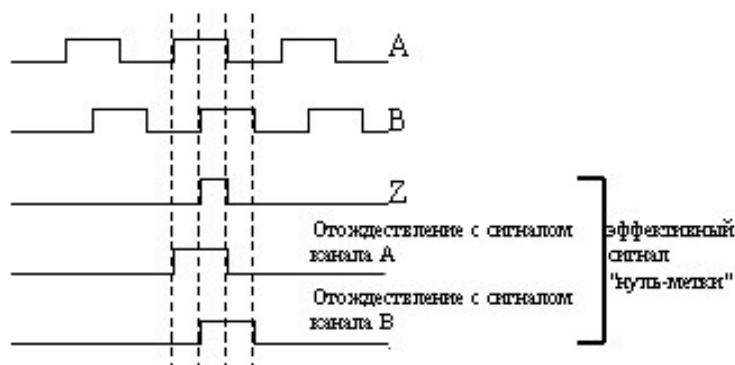 A
B
Z
Отождествление с сигналом
канала А
эффективный
сигнал
"нуль-метки"
Отождествление с сигналом
канала В